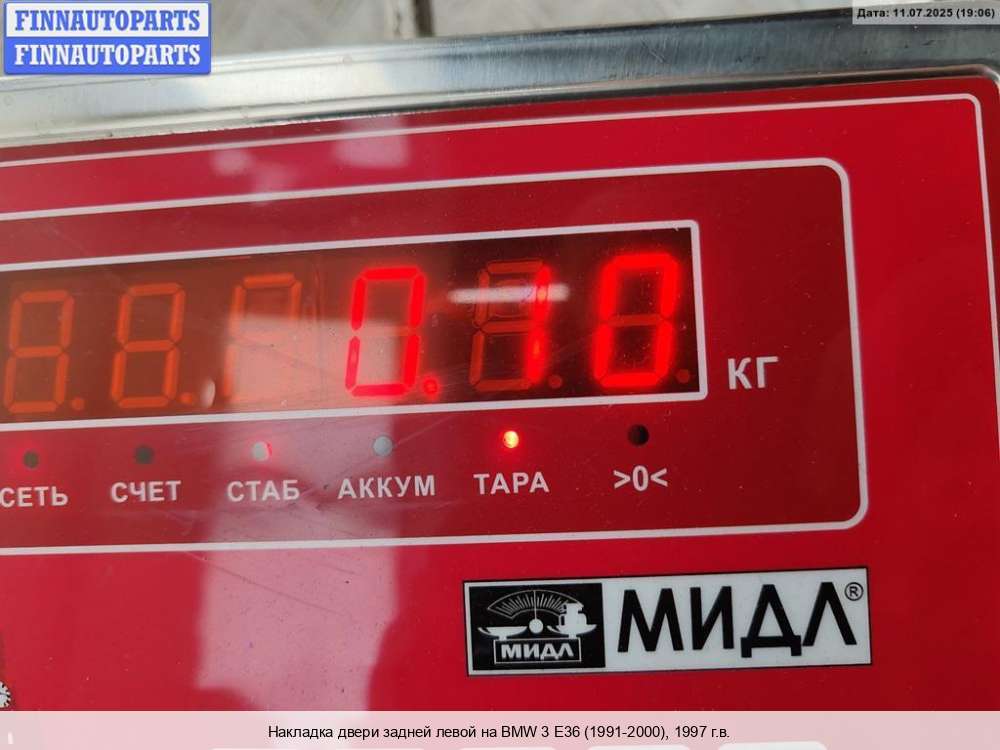 FINNAUTOPARTS
FINNAUTOPARTS
Дата: 11.07.2025 (19:06)
0.10
КГ
СЕТЬ СЧЕТ СТАБ АККУМ ТАРА >0<
МИДЛ
МИДЛ®
Накладка двери задней левой на BMW 3 E36 (1991-2000), 1997 г.в.